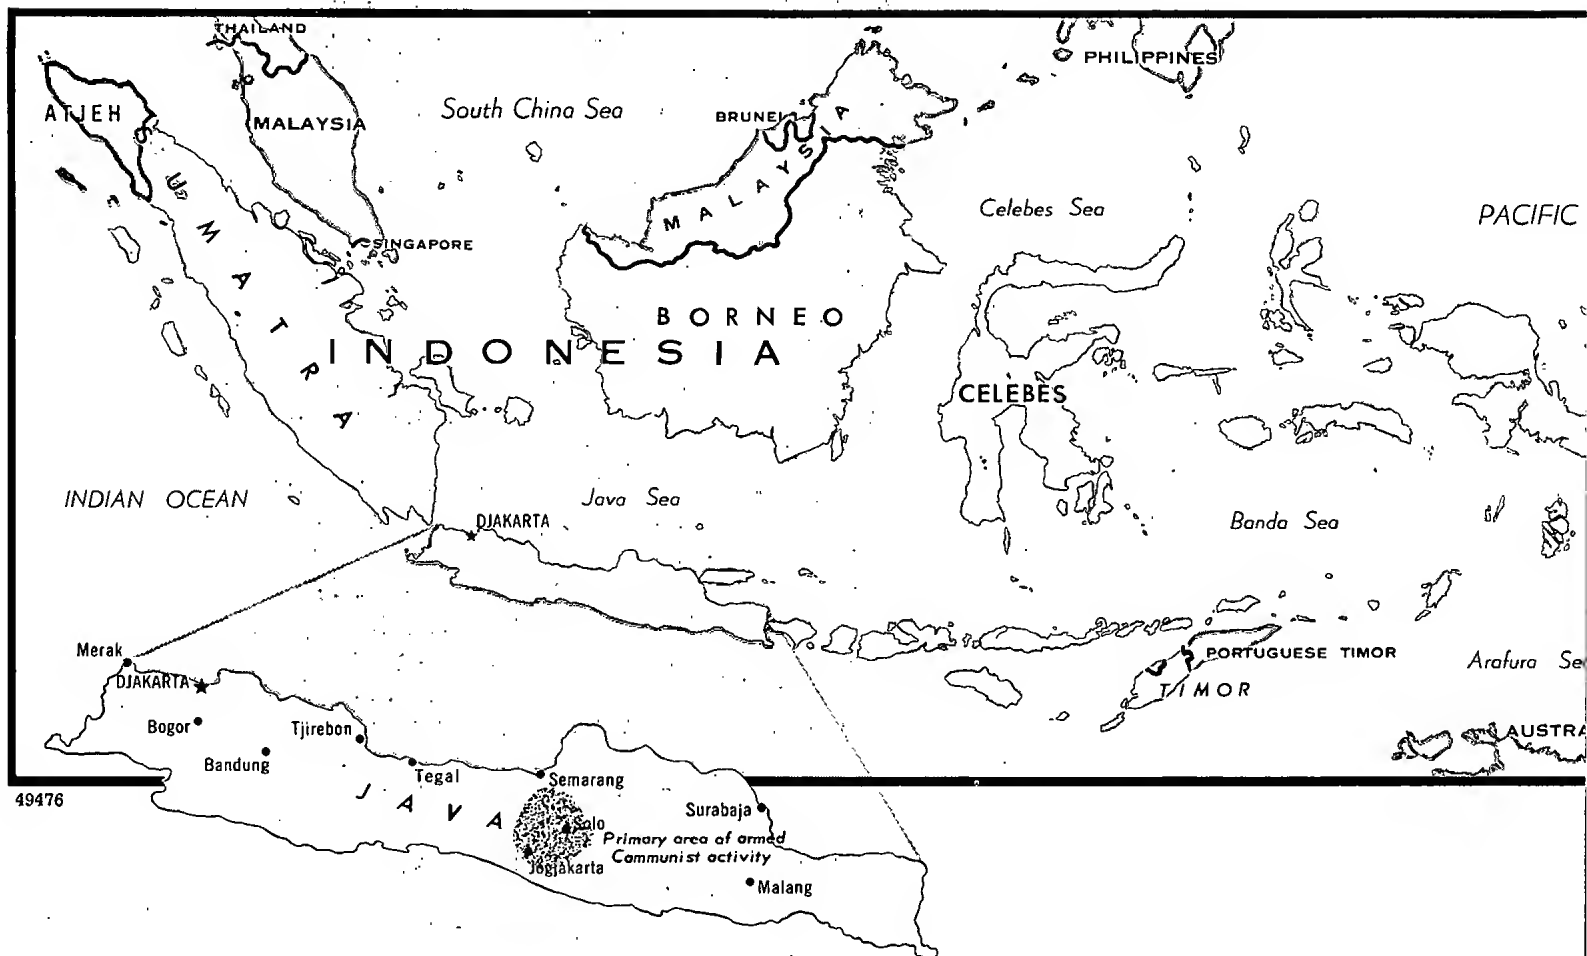 THAILAND
PHILIPPINES
ATJEH
MALAYSIA
South China Sea
BRUNEI
MALAYSIA
SUMATRA
SINGAPORE
Celebes Sea
PACIFIC
BORNEO
INDONESIA
CELEBES
INDIAN OCEAN
Java Sea
DJAKARTA
Banda Sea
Merak
PORTUGUESE TIMOR
Arafura Se
DJAKARTA
TIMOR
Bogor
Tjirebon
AUSTRA
Bandung
Tegal
Semarang
49476
JAVA
Surabaja
Solo
Primary area of armed
Communist activity
Jogjakarta
Malang